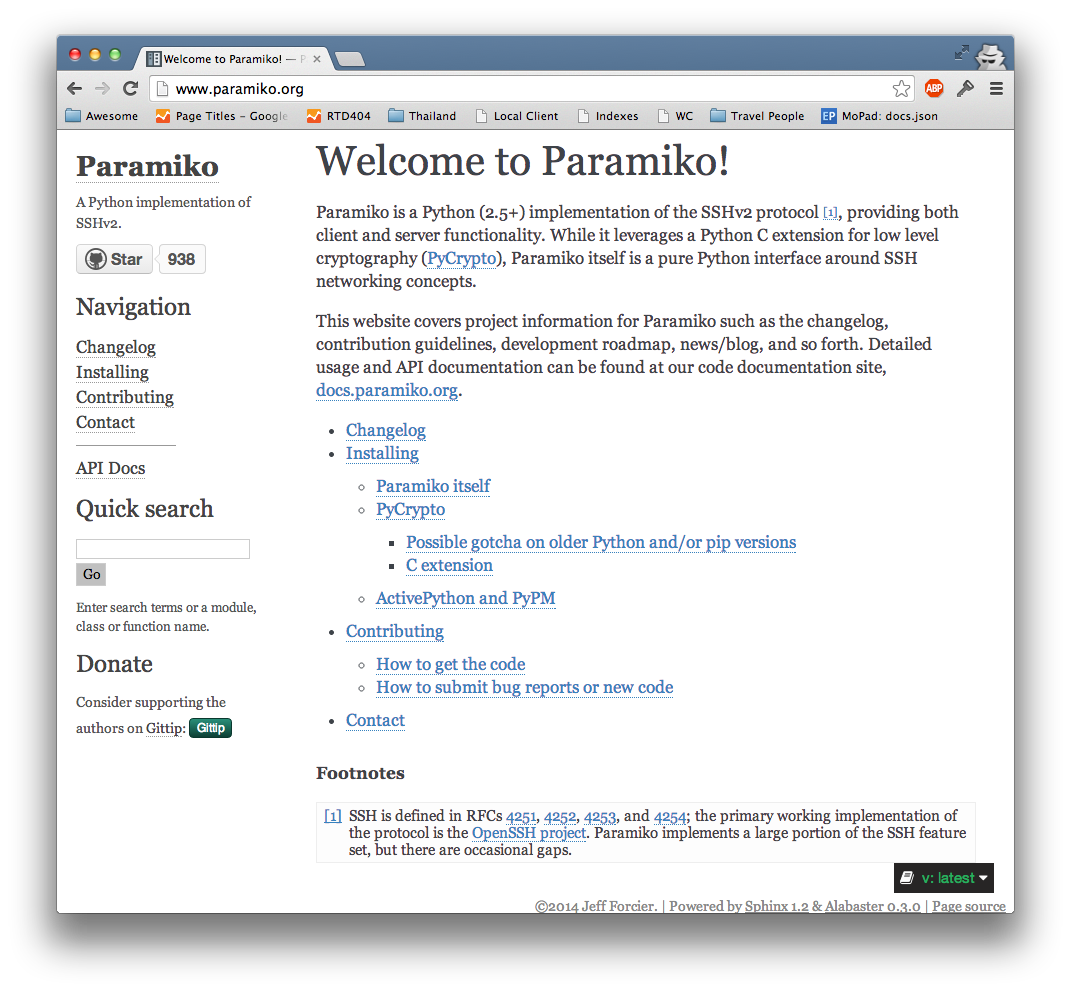 Welcome to Paramiko! — P
www.paramiko.org
ABP
Awesome
Page Titles – Google
RTD404
Thailand
Local Client
Indexes
WC
Travel People
EP MoPad: docs.json
Paramiko
A Python implementation of
SSHv2.
Star 938
Navigation
Changelog
Installing
Contributing
Contact
API Docs
Quick search
Go
Enter search terms or a module,
class or function name.
Donate
Consider supporting the
authors on Gittip: Gittip
Welcome to Paramiko!
Paramiko is a Python (2.5+) implementation of the SSHv2 protocol [1], providing both
client and server functionality. While it leverages a Python C extension for low level
cryptography (PyCrypto), Paramiko itself is a pure Python interface around SSH
networking concepts.
This website covers project information for Paramiko such as the changelog,
contribution guidelines, development roadmap, news/blog, and so forth. Detailed
usage and API documentation can be found at our code documentation site,
docs.paramiko.org.
Changelog
Installing
Paramiko itself
PyCrypto
Possible gotcha on older Python and/or pip versions
C extension
ActivePython and PyPM
Contributing
How to get the code
How to submit bug reports or new code
Contact
Footnotes
[1] SSH is defined in RFCs 4251, 4252, 4253, and 4254; the primary working implementation of
the protocol is the OpenSSH project. Paramiko implements a large portion of the SSH feature
set, but there are occasional gaps.
v: latest
©2014 Jeff Forcier. | Powered by Sphinx 1.2 & Alabaster 0.3.0 | Page source